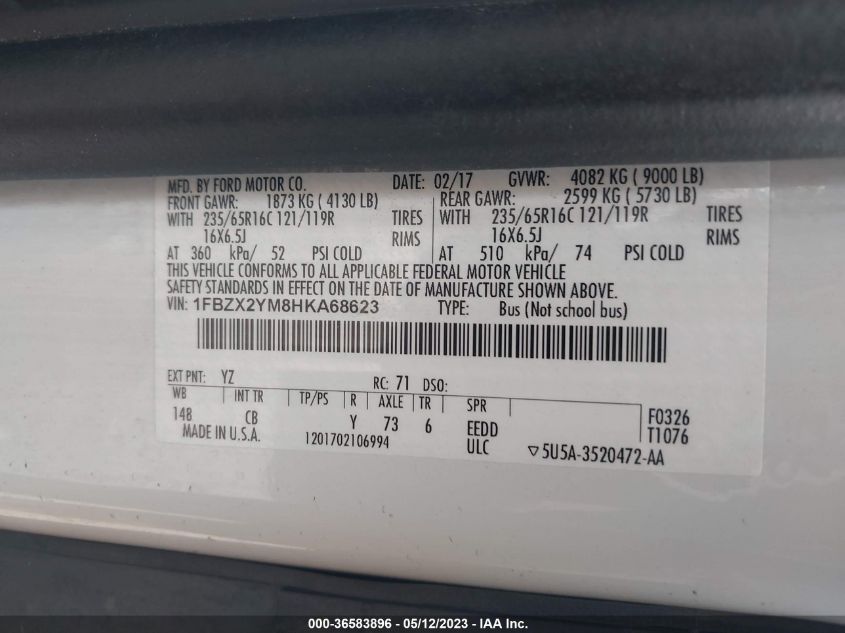 MFD. BY FORD MOTOR CO. DATE: 02/17 GVWR: 4082 KG ( 9000 LB)
FRONT GAWR: 1873 KG ( 4130 LB) REAR GAWR: 2599 KG ( 5730 LB)
WITH 235/65R16C 121/119R TIRES WITH 235/65R16C 121/119R TIRES
16X6.5J RIMS 16X6.5J RIMS
AT 360 kPa/ 52 PSI COLD AT 510 kPa/ 74 PSI COLD
THIS VEHICLE CONFORMS TO ALL APPLICABLE FEDERAL MOTOR VEHICLE
SAFETY STANDARDS IN EFFECT ON THE DATE OF MANUFACTURE SHOWN ABOVE.
VIN: 1FBZX2YM8HKA68623 TYPE: Bus (Not school bus)
EXT PNT: YZ RC: 71 DSO:
WB INT TR TP/PS R AXLE TR SPR
148 CB Y 73 6 EEDD F0326
MADE IN U.S.A. 1201702106994 ULC ▽5U5A-3520472-AA T1076
000-36583896 - 05/12/2023 - IAA Inc.